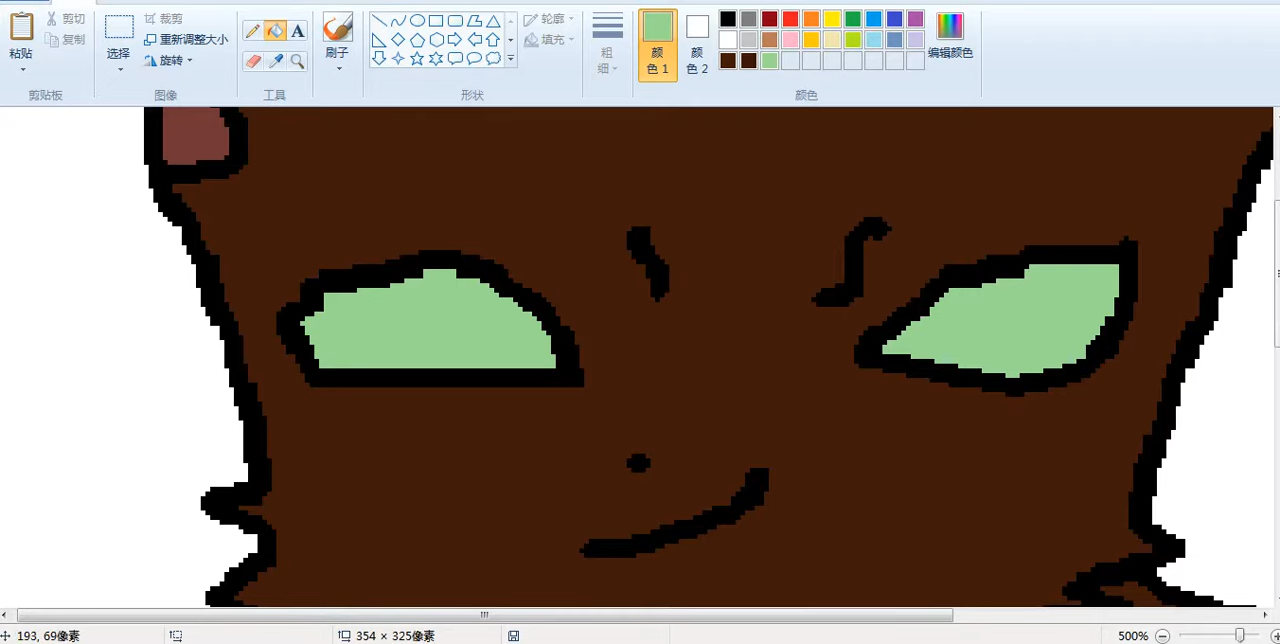 粘贴
剪切
复制
剪贴板
选择
裁剪
重新调整大小
旋转
图像
A
工具
刷子
轮廓
填充
形状
粗
细
颜
色 1
颜
色 2
编辑颜色
颜色
193, 69像素
354 × 325像素
500%